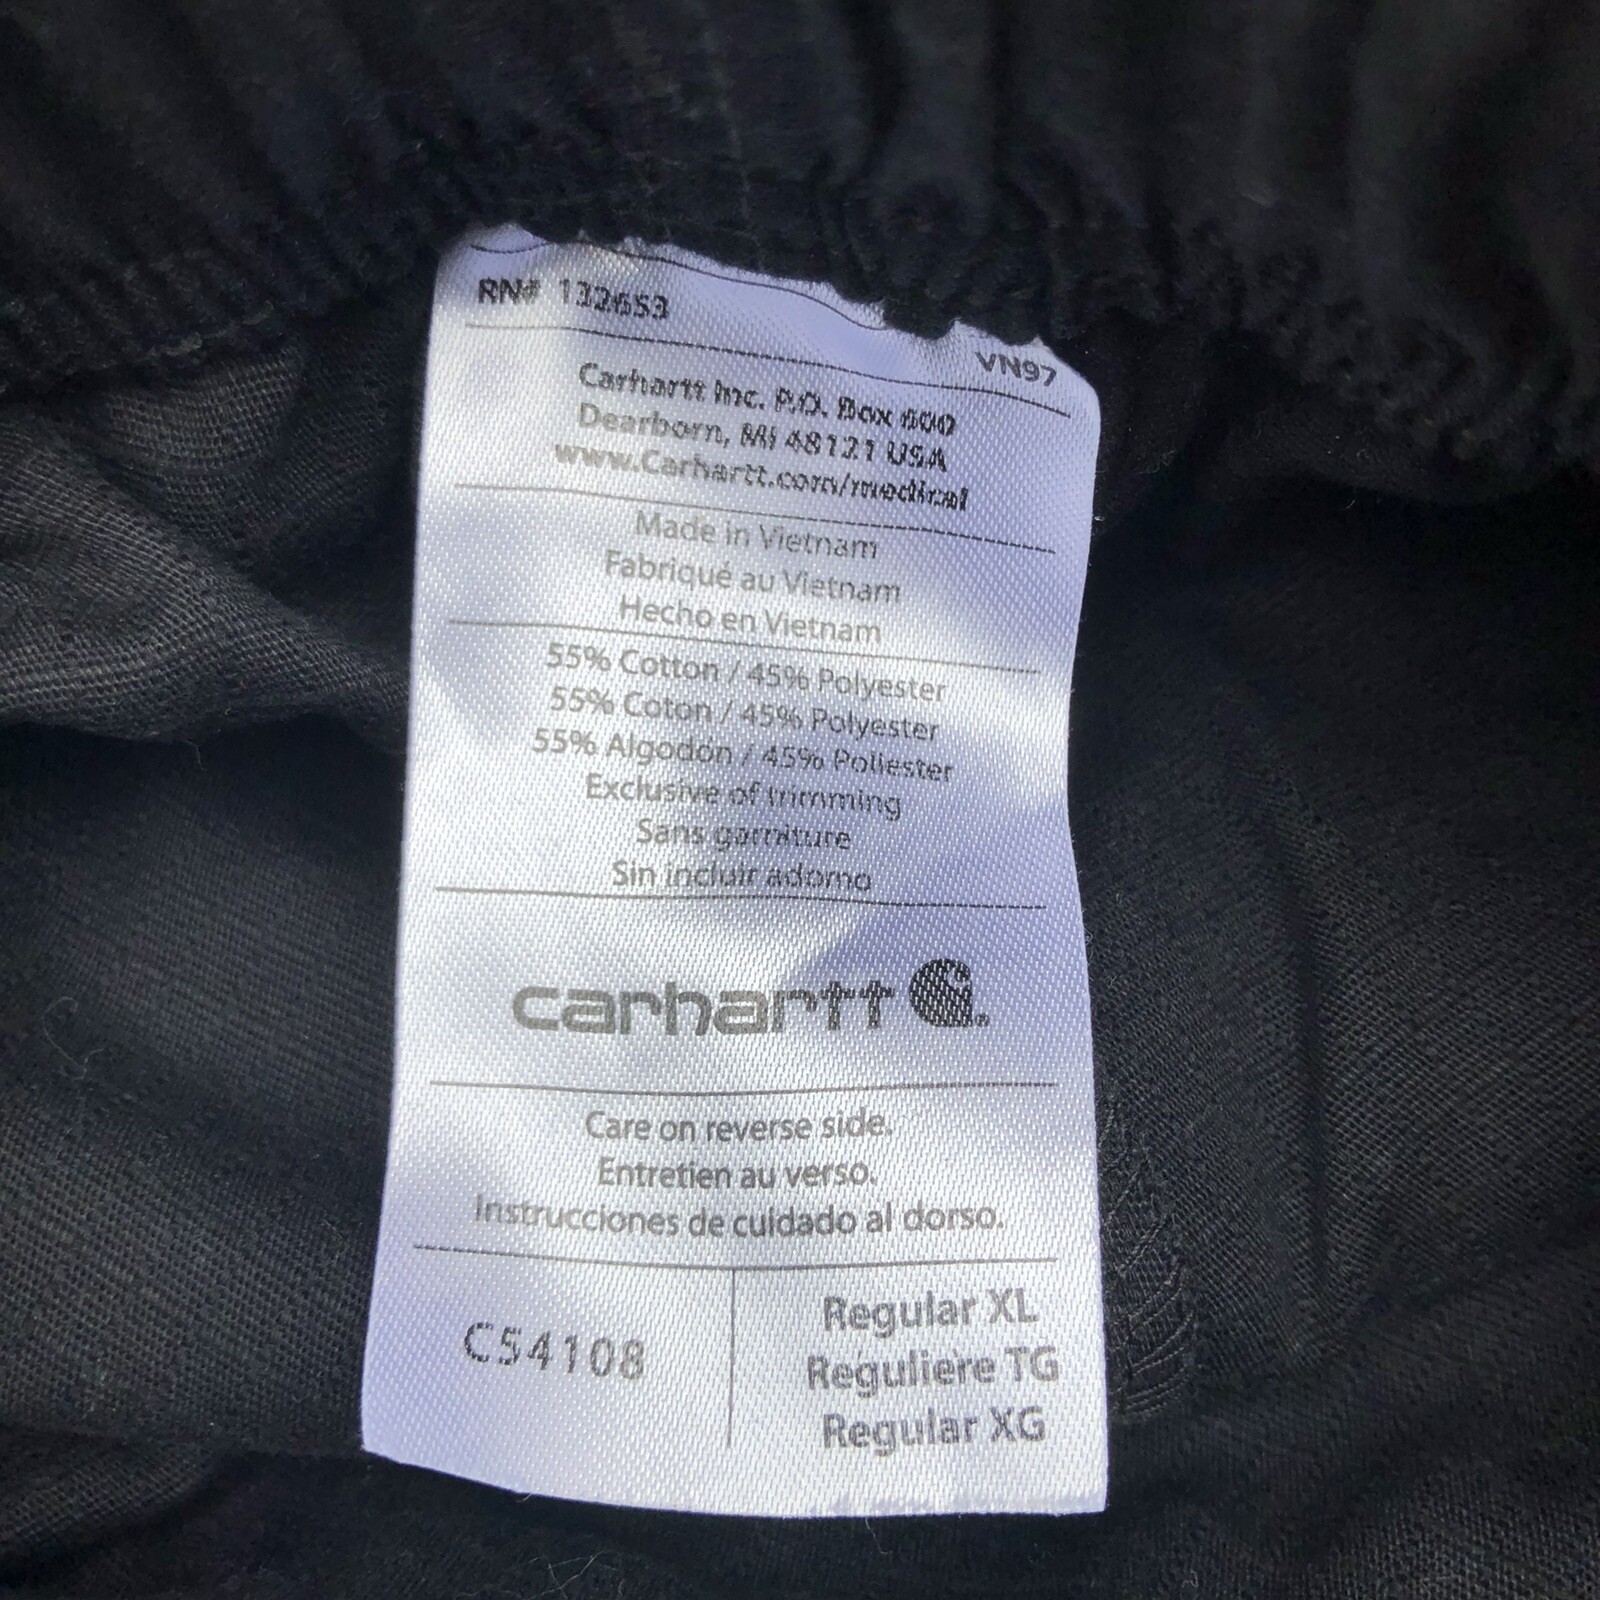 RN# 132653
VN97
Carhartt Inc. P.O. Box 600
Dearborn, MI 48121 USA
www.Carhartt.com/medical
Made in Vietnam
Fabriqué au Vietnam
Hecho en Vietnam
55% Cotton / 45% Polyester
55% Coton / 45% Polyester
55% Algodón / 45% Poliester
Exclusive of trimming
Sans garniture
Sin incluir adorno
carhartt
Care on reverse side.
Entretien au verso.
Instrucciones de cuidado al dorso.
C54108
Regular XL
Reguliere TG
Regular XG